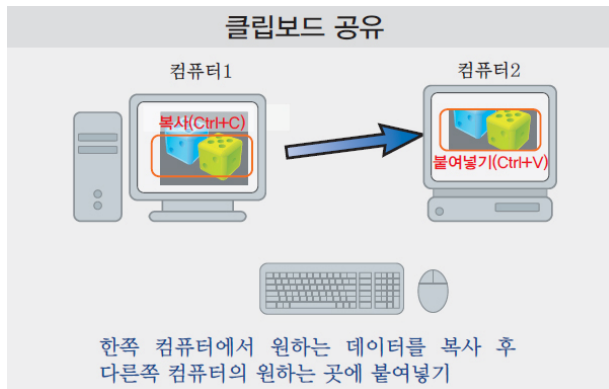 클립보드 공유
컴퓨터1
컴퓨터2
복사(Ctrl+C)
붙여넣기(Ctrl+V)
한쪽 컴퓨터에서 원하는 데이터를 복사 후
다른쪽 컴퓨터의 원하는 곳에 붙여넣기